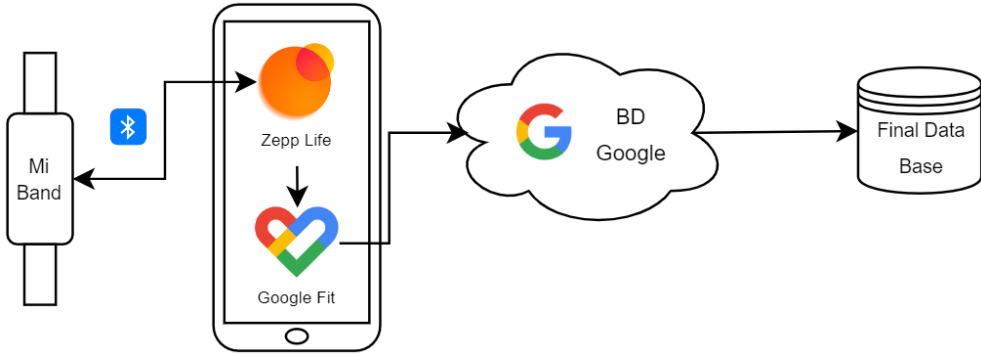 Mi
Band
Zepp Life
Google Fit
BD
Google
Final Data
Base